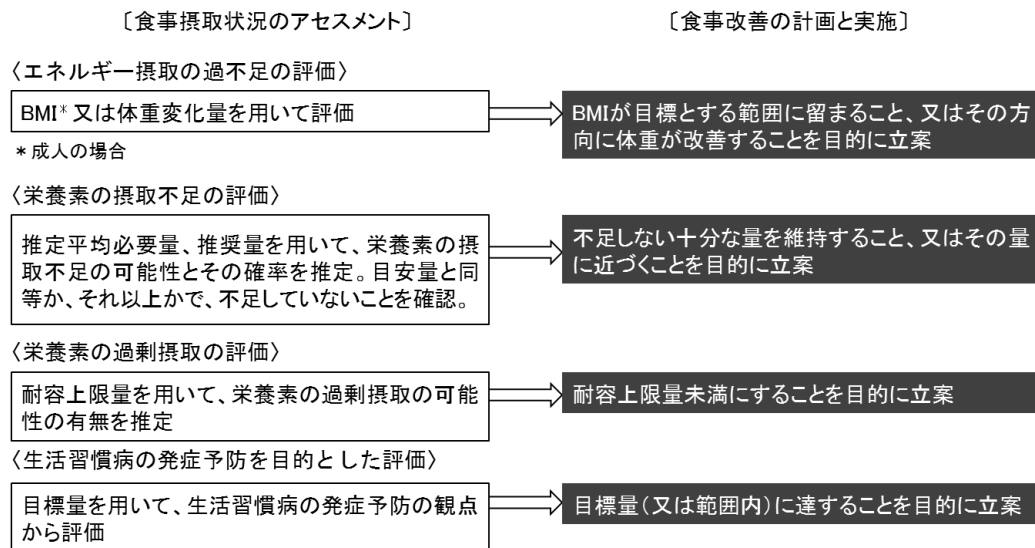 〔食事摂取状況のアセスメント〕
〔食事改善の計画と実施〕
〈エネルギー摂取の過不足の評価〉
BMI*又は体重変化量を用いて評価
*成人の場合
BMIが目標とする範囲に留まること、又はその方
向に体重が改善することを目的に立案
〈栄養素の摂取不足の評価〉
推定平均必要量、推奨量を用いて、栄養素の摂
取不足の可能性とその確率を推定。目安量と同
等か、それ以上かで、不足していないことを確認。
不足しない十分な量を維持すること、又はその量
に近づくことを目的に立案
〈栄養素の過剰摂取の評価〉
耐容上限量を用いて、栄養素の過剰摂取の可能
性の有無を推定
耐容上限量未満にすることを目的に立案
〈生活習慣病の発症予防を目的とした評価〉
目標量を用いて、生活習慣病の発症予防の観点
から評価
目標量(又は範囲内)に達することを目的に立案